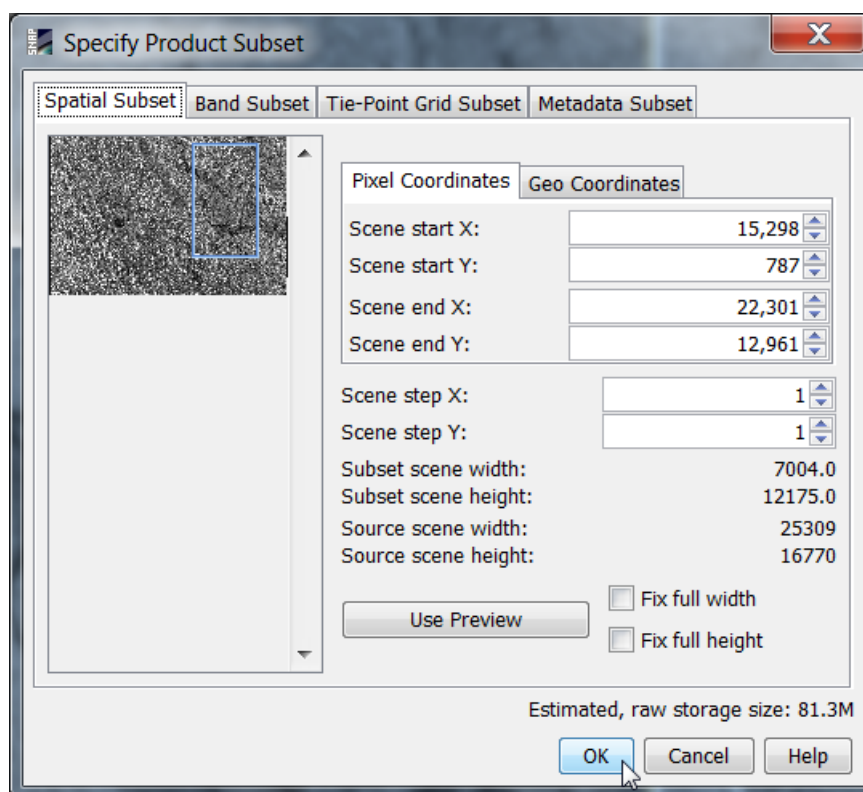 SNAP
Specify Product Subset
X
Spatial Subset Band Subset Tie-Point Grid Subset Metadata Subset
Pixel Coordinates Geo Coordinates
Scene start X: 15,298
Scene start Y: 787
Scene end X: 22,301
Scene end Y: 12,961
Scene step X: 1
Scene step Y: 1
Subset scene width: 7004.0
Subset scene height: 12175.0
Source scene width: 25309
Source scene height: 16770
Use Preview
Fix full width
Fix full height
Estimated, raw storage size: 81.3M
OK Cancel Help